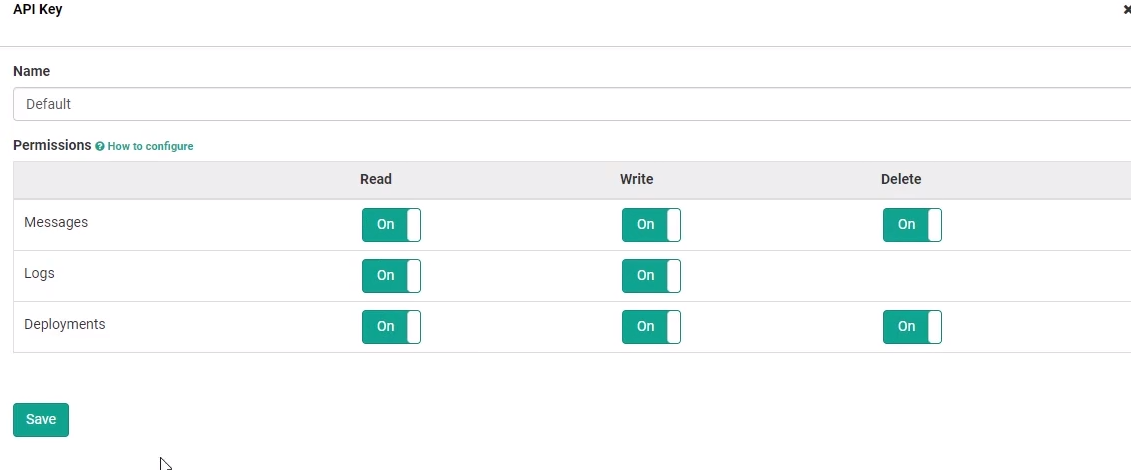 API Key
Name
Default
Permissions How to configure
Read Write Delete
Messages On On On
Logs On On
Deployments On On On
Save